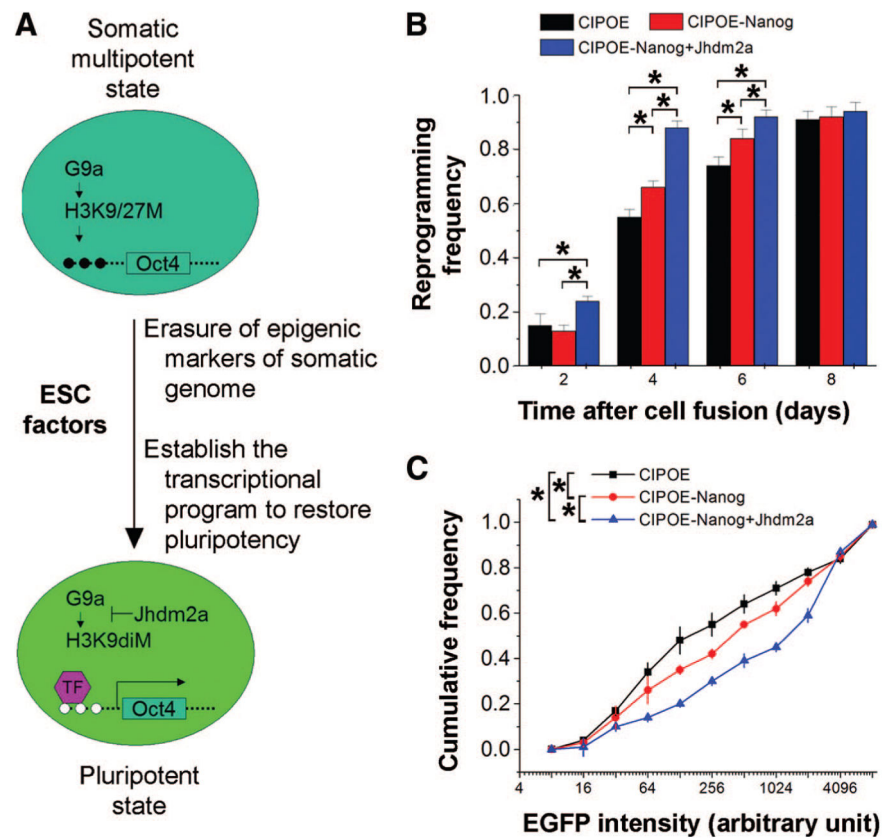 A
Somatic
multipotent
state
G9a
H3K9/27M
Oct4
ESC
factors
Erasure of epigenic
markers of somatic
genome
Establish the
transcriptional
program to restore
pluripotency
G9a
Jhdm2a
H3K9diM
TF
Oct4
Pluripotent
state
B
CIPOE CIPOE-Nanog
CIPOE-Nanog+Jhdm2a
Reprogramming
frequency
1.0
0.8
0.6
0.4
0.2
0.0
* * * * * * * *
2 4 6 8
Time after cell fusion (days)
C
* * *
CIPOE
CIPOE-Nanog
CIPOE-Nanog+Jhdm2a
Cumulative frequency
1.0
0.8
0.6
0.4
0.2
0.0
4 16 64 256 1024 4096
EGFP intensity (arbitrary unit)